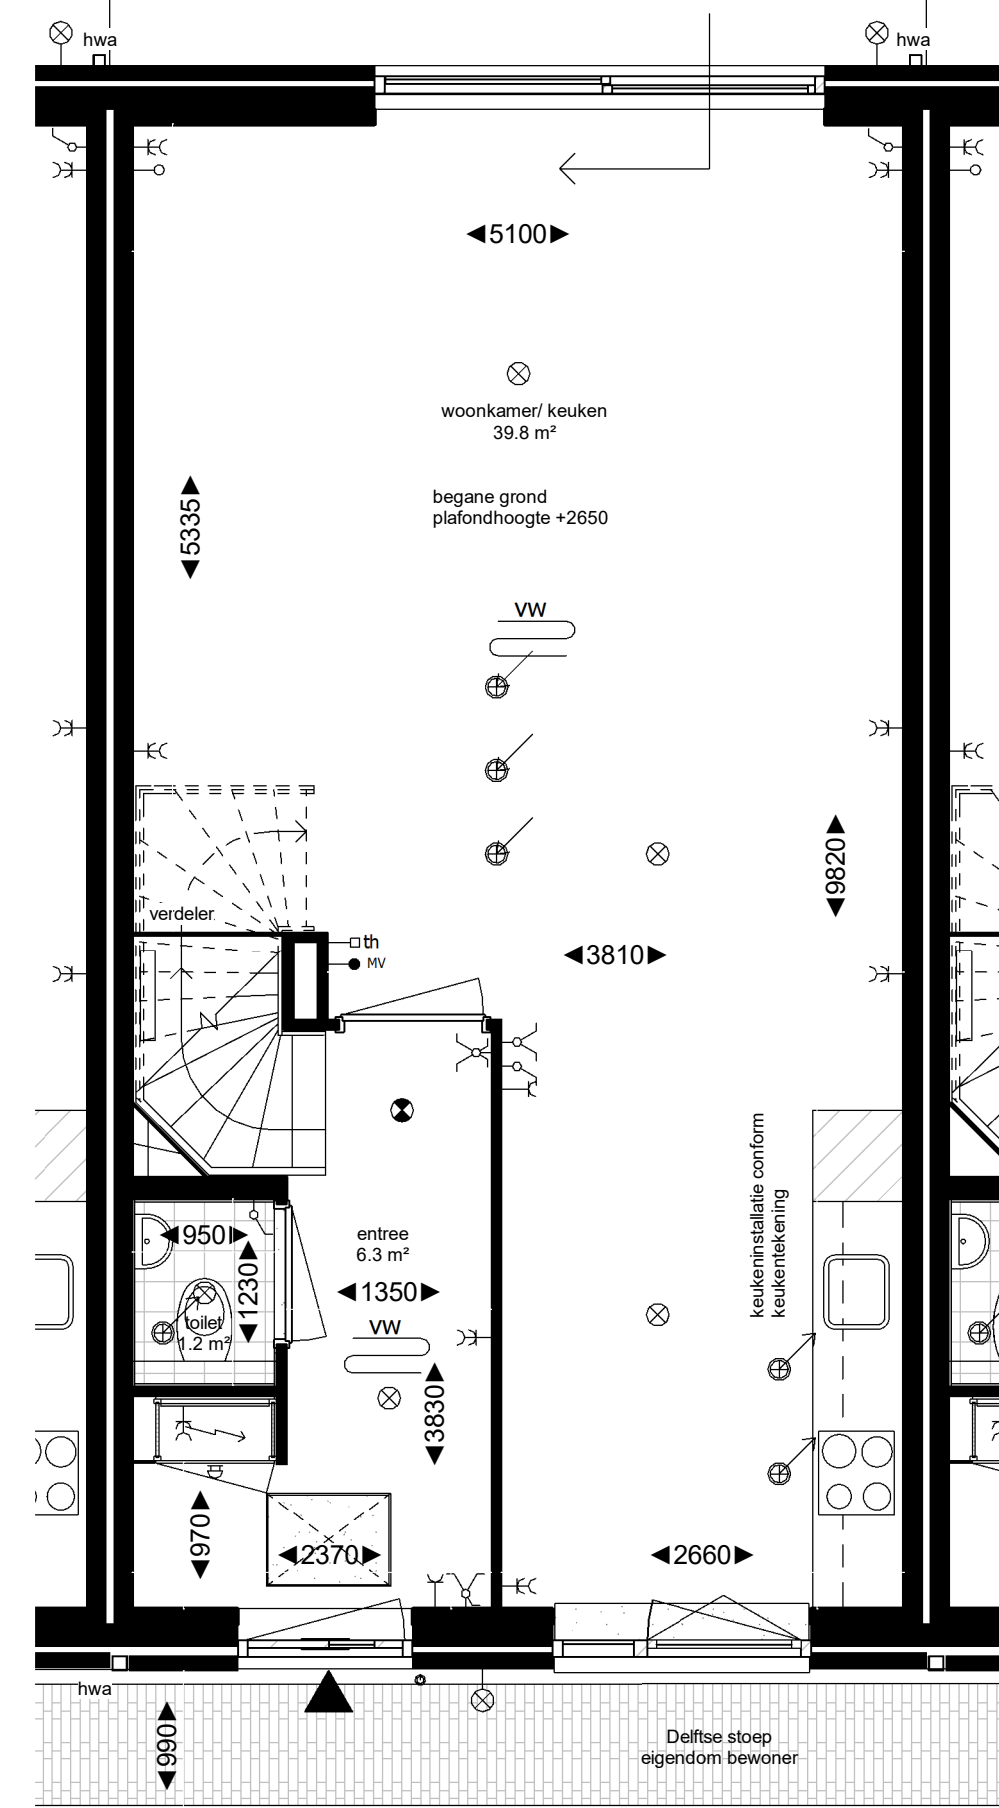 hwa
hwa
5100
woonkamer/ keuken
39.8 m²
begane grond
plafondhoogte +2650
5335
VW
9820
verdeler
th
MV
3810
keukeninstallatie conform
keukentekening
950
1230
toilet
1.2 m²
entree
6.3 m²
1350
VW
3830
970
2370
2660
hwa
990
Delftse stoep
eigendom bewoner